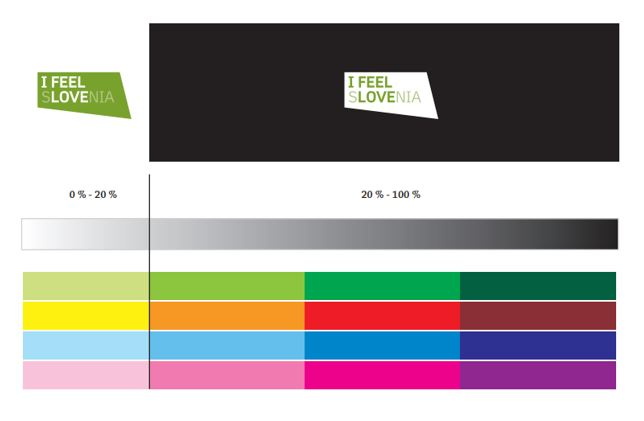 I FEEL
SLOVENIA
I FEEL
SLOVENIA
0 % - 20 %
20 % - 100 %